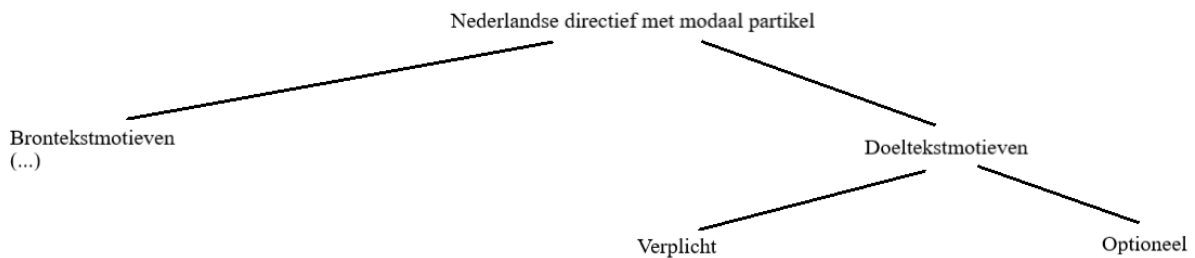 Nederlandse directief met modaal partikel
Brontekstmotieven
(...)
Doeltekstmotieven
Verplicht
Optioneel